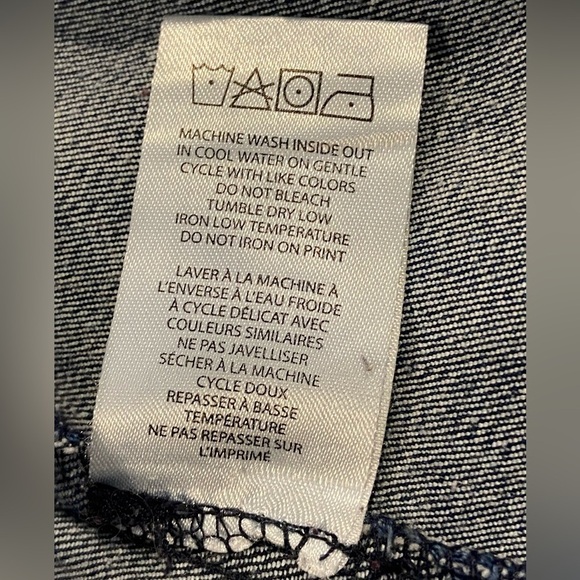 MACHINE WASH INSIDE OUT
IN COOL WATER ON GENTLE
CYCLE WITH LIKE COLORS
DO NOT BLEACH
TUMBLE DRY LOW
IRON LOW TEMPERATURE
DO NOT IRON ON PRINT
LAVER À LA MACHINE À
L'ENVERSE À L'EAU FROIDE
À CYCLE DÉLICAT AVEC
COULEURS SIMILAIRES
NE PAS JAVELLISER
SÉCHER À LA MACHINE
CYCLE DOUX
REPASSER À BASSE
TEMPÉRATURE
NE PAS REPASSER SUR
L'IMPRIMÉ